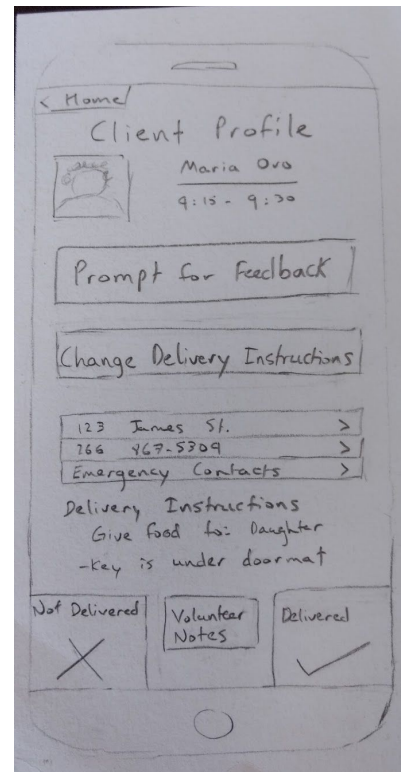 < Home
Client Profile
Maria Ovo
9:15 - 9:30
Prompt for Feedback
Change Delivery Instructions
123 James St. >
266 867-5309 >
Emergency Contacts >
Delivery Instructions
Give food to: Daughter
-Key is under doormat
Not Delivered
Volunteer
Notes
Delivered